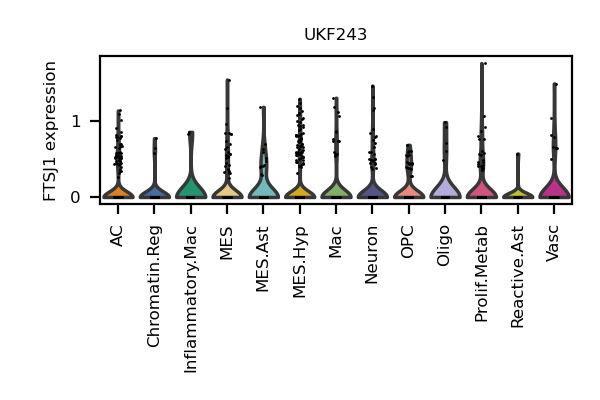 UKF243
FTSJ1 expression
1
0
AC
Chromatin.Reg
Inflammatory.Mac
MES
MES.Ast
MES.Hyp
Mac
Neuron
OPC
Oligo
Prolif.Metab
Reactive.Ast
Vasc